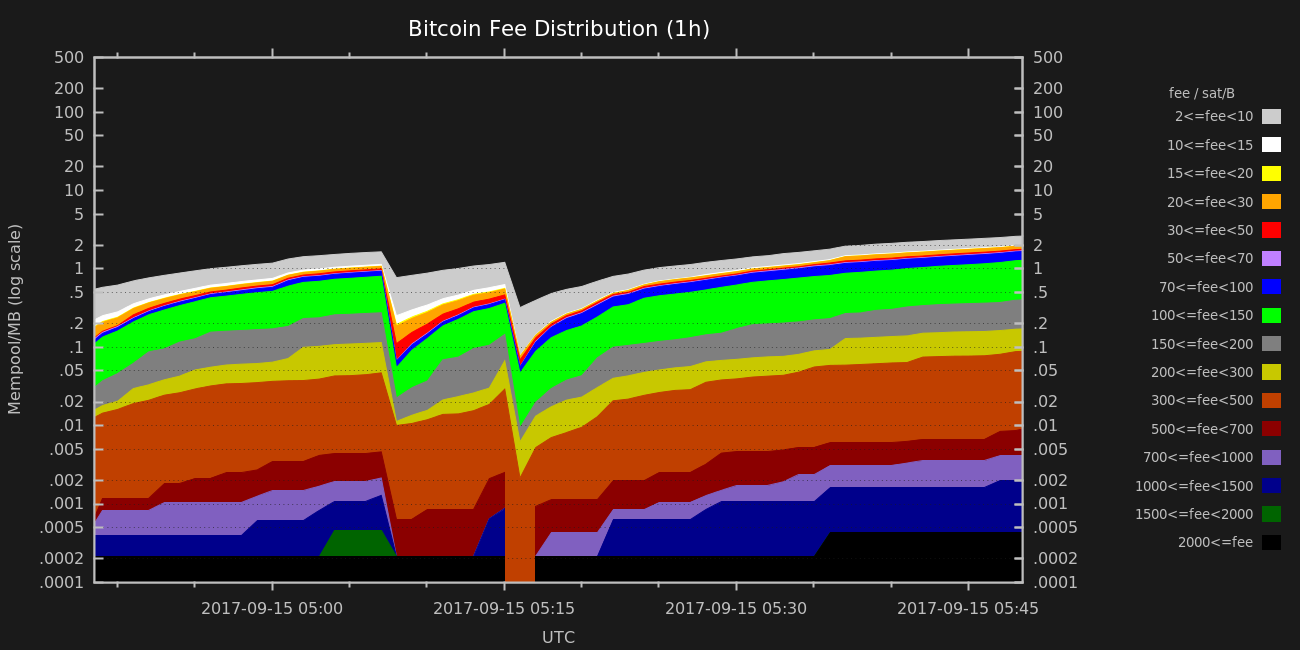 Bitcoin Fee Distribution (1h)
Mempool/MB (log scale)
500
200
100
50
20
10
5
2
1
.5
.2
.1
.05
.02
.01
.005
.002
.001
.0005
.0002
.0001
500
200
100
50
20
10
5
2
1
.5
.2
.1
.05
.02
.01
.005
.002
.001
.0005
.0002
.0001
2017-09-15 05:00 2017-09-15 05:15 2017-09-15 05:30 2017-09-15 05:45
UTC
fee / sat/B
2<=fee<10
10<=fee<15
15<=fee<20
20<=fee<30
30<=fee<50
50<=fee<70
70<=fee<100
100<=fee<150
150<=fee<200
200<=fee<300
300<=fee<500
500<=fee<700
700<=fee<1000
1000<=fee<1500
1500<=fee<2000
2000<=fee